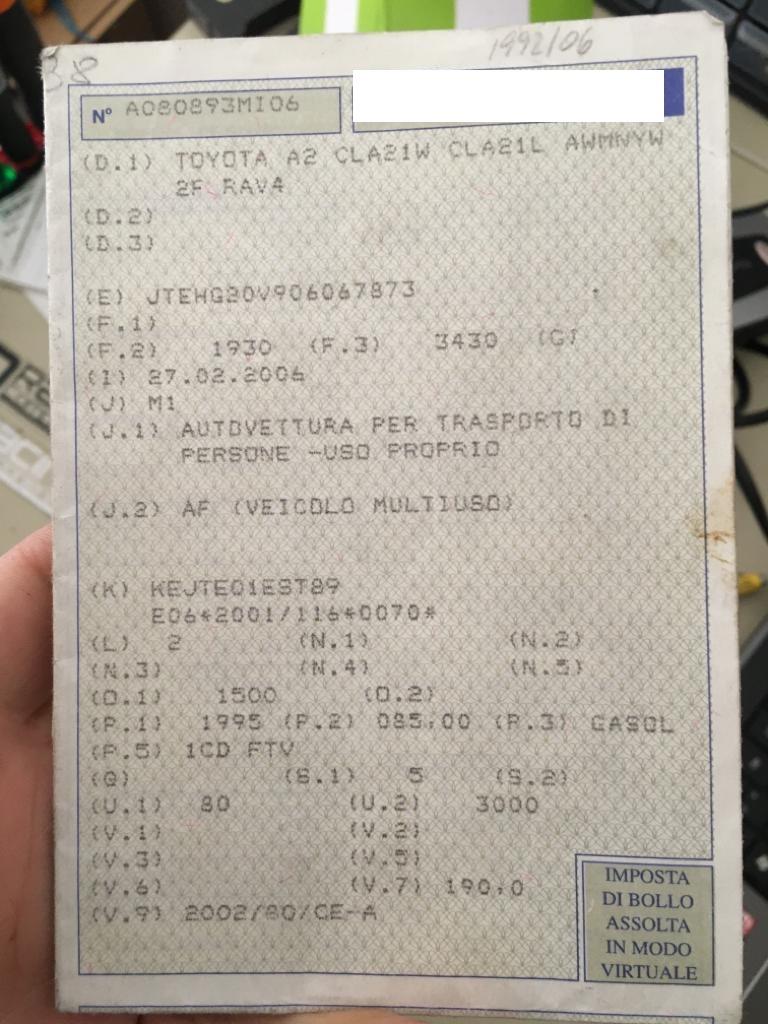 1992/06
38
N° A080893MI06
(D.1) TOYOTA A2 CLA21W CLA21L AWMNYW
2F RAV4
(D.2)
(D.3)
(E) JTEHG20V906067873
(F.1)
(F.2) 1930 (F.3) 3430 (G)
(I) 27.02.2006
(J) M1
(J.1) AUTOVETTURA PER TRASPORTO DI
PERSONE -USO PROPRIO
(J.2) AF (VEICOLO MULTIUSO)
(K) KEJTE01EST89
E06*2001/116*0070*
(L) 2 (N.1) (N.2)
(N.3) (N.4) (N.5)
(O.1) 1500 (O.2)
(P.1) 1995 (P.2) 085,00 (P.3) GASOL
(P.5) 1CD FTV
(Q) (S.1) 5 (S.2)
(U.1) 80 (U.2) 3000
(V.1) (V.2)
(V.3) (V.5)
(V.6) (V.7) 190,0
(V.9) 2002/80/CE-A
IMPOSTA
DI BOLLO
ASSOLTA
IN MODO
VIRTUALE